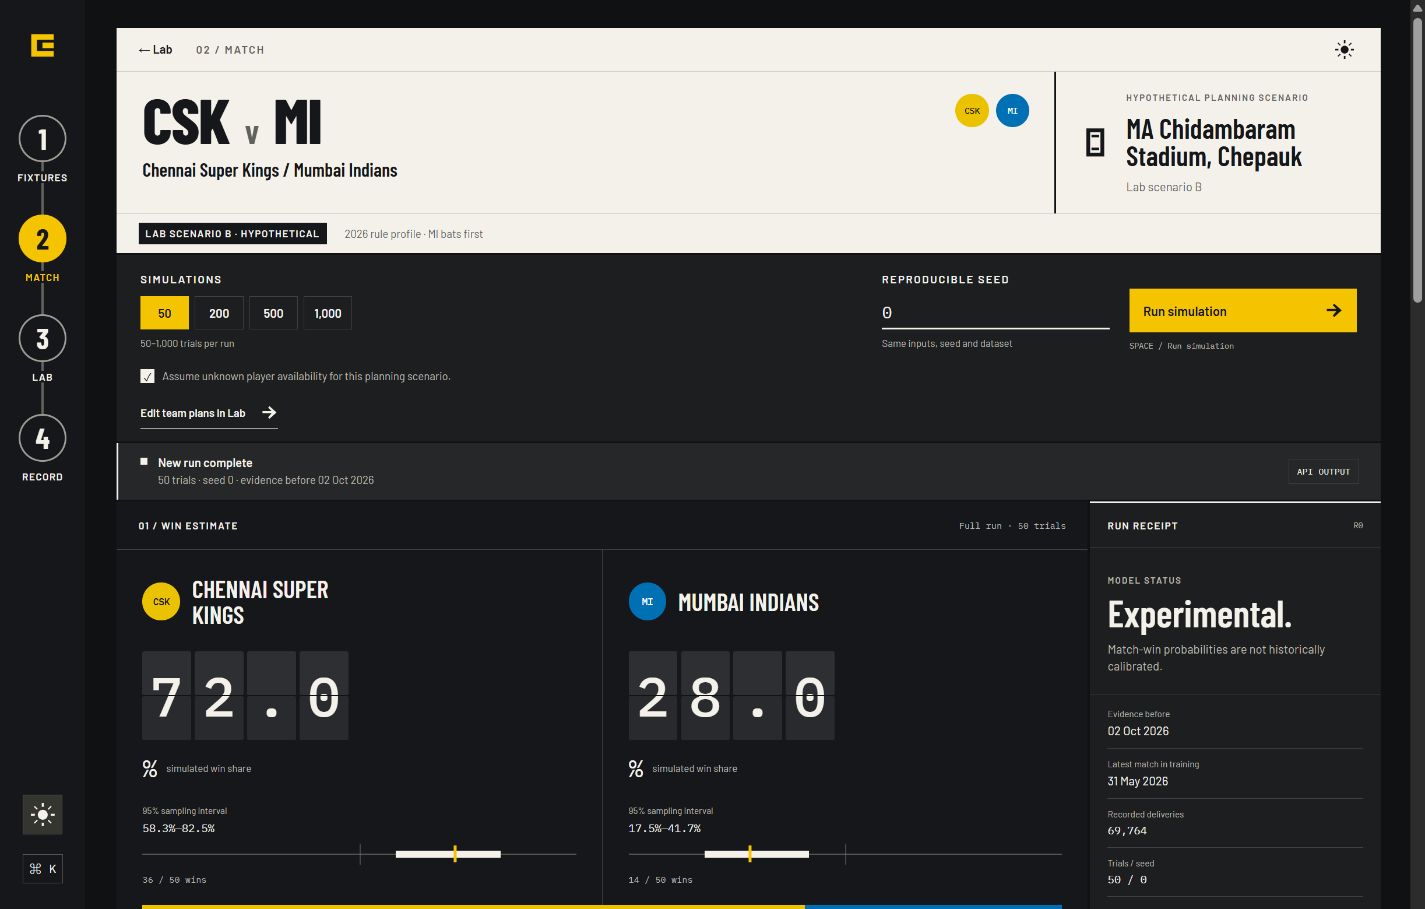 1
FIXTURES
2
MATCH
3
LAB
4
RECORD
⌘ K
← Lab
02 / MATCH
CSK v MI
Chennai Super Kings / Mumbai Indians
CSK
MI
HYPOTHETICAL PLANNING SCENARIO
MA Chidambaram
Stadium, Chepauk
Lab scenario B
LAB SCENARIO B · HYPOTHETICAL
2026 rule profile · MI bats first
SIMULATIONS
50
200
500
1,000
50–1,000 trials per run
REPRODUCIBLE SEED
0
Same inputs, seed and dataset
Run simulation →
SPACE / Run simulation
✓ Assume unknown player availability for this planning scenario.
Edit team plans in Lab →
New run complete
50 trials · seed 0 · evidence before 02 Oct 2026
API OUTPUT
01 / WIN ESTIMATE
Full run · 50 trials
CSK
CHENNAI SUPER
KINGS
72.0
% simulated win share
95% sampling interval
58.3%–82.5%
36 / 50 wins
MI
MUMBAI INDIANS
28.0
% simulated win share
95% sampling interval
17.5%–41.7%
14 / 50 wins
RUN RECEIPT
R0
MODEL STATUS
Experimental.
Match-win probabilities are not historically
calibrated.
Evidence before
02 Oct 2026
Latest match in training
31 May 2026
Recorded deliveries
69,764
Trials / seed
50 / 0